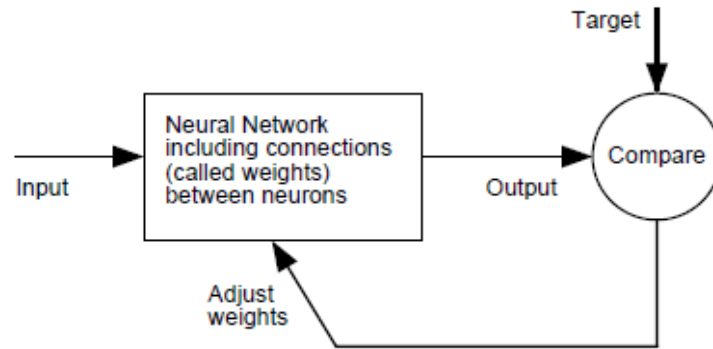 Target
Neural Network
including connections
(called weights)
between neurons
Compare
Input
Output
Adjust
weights